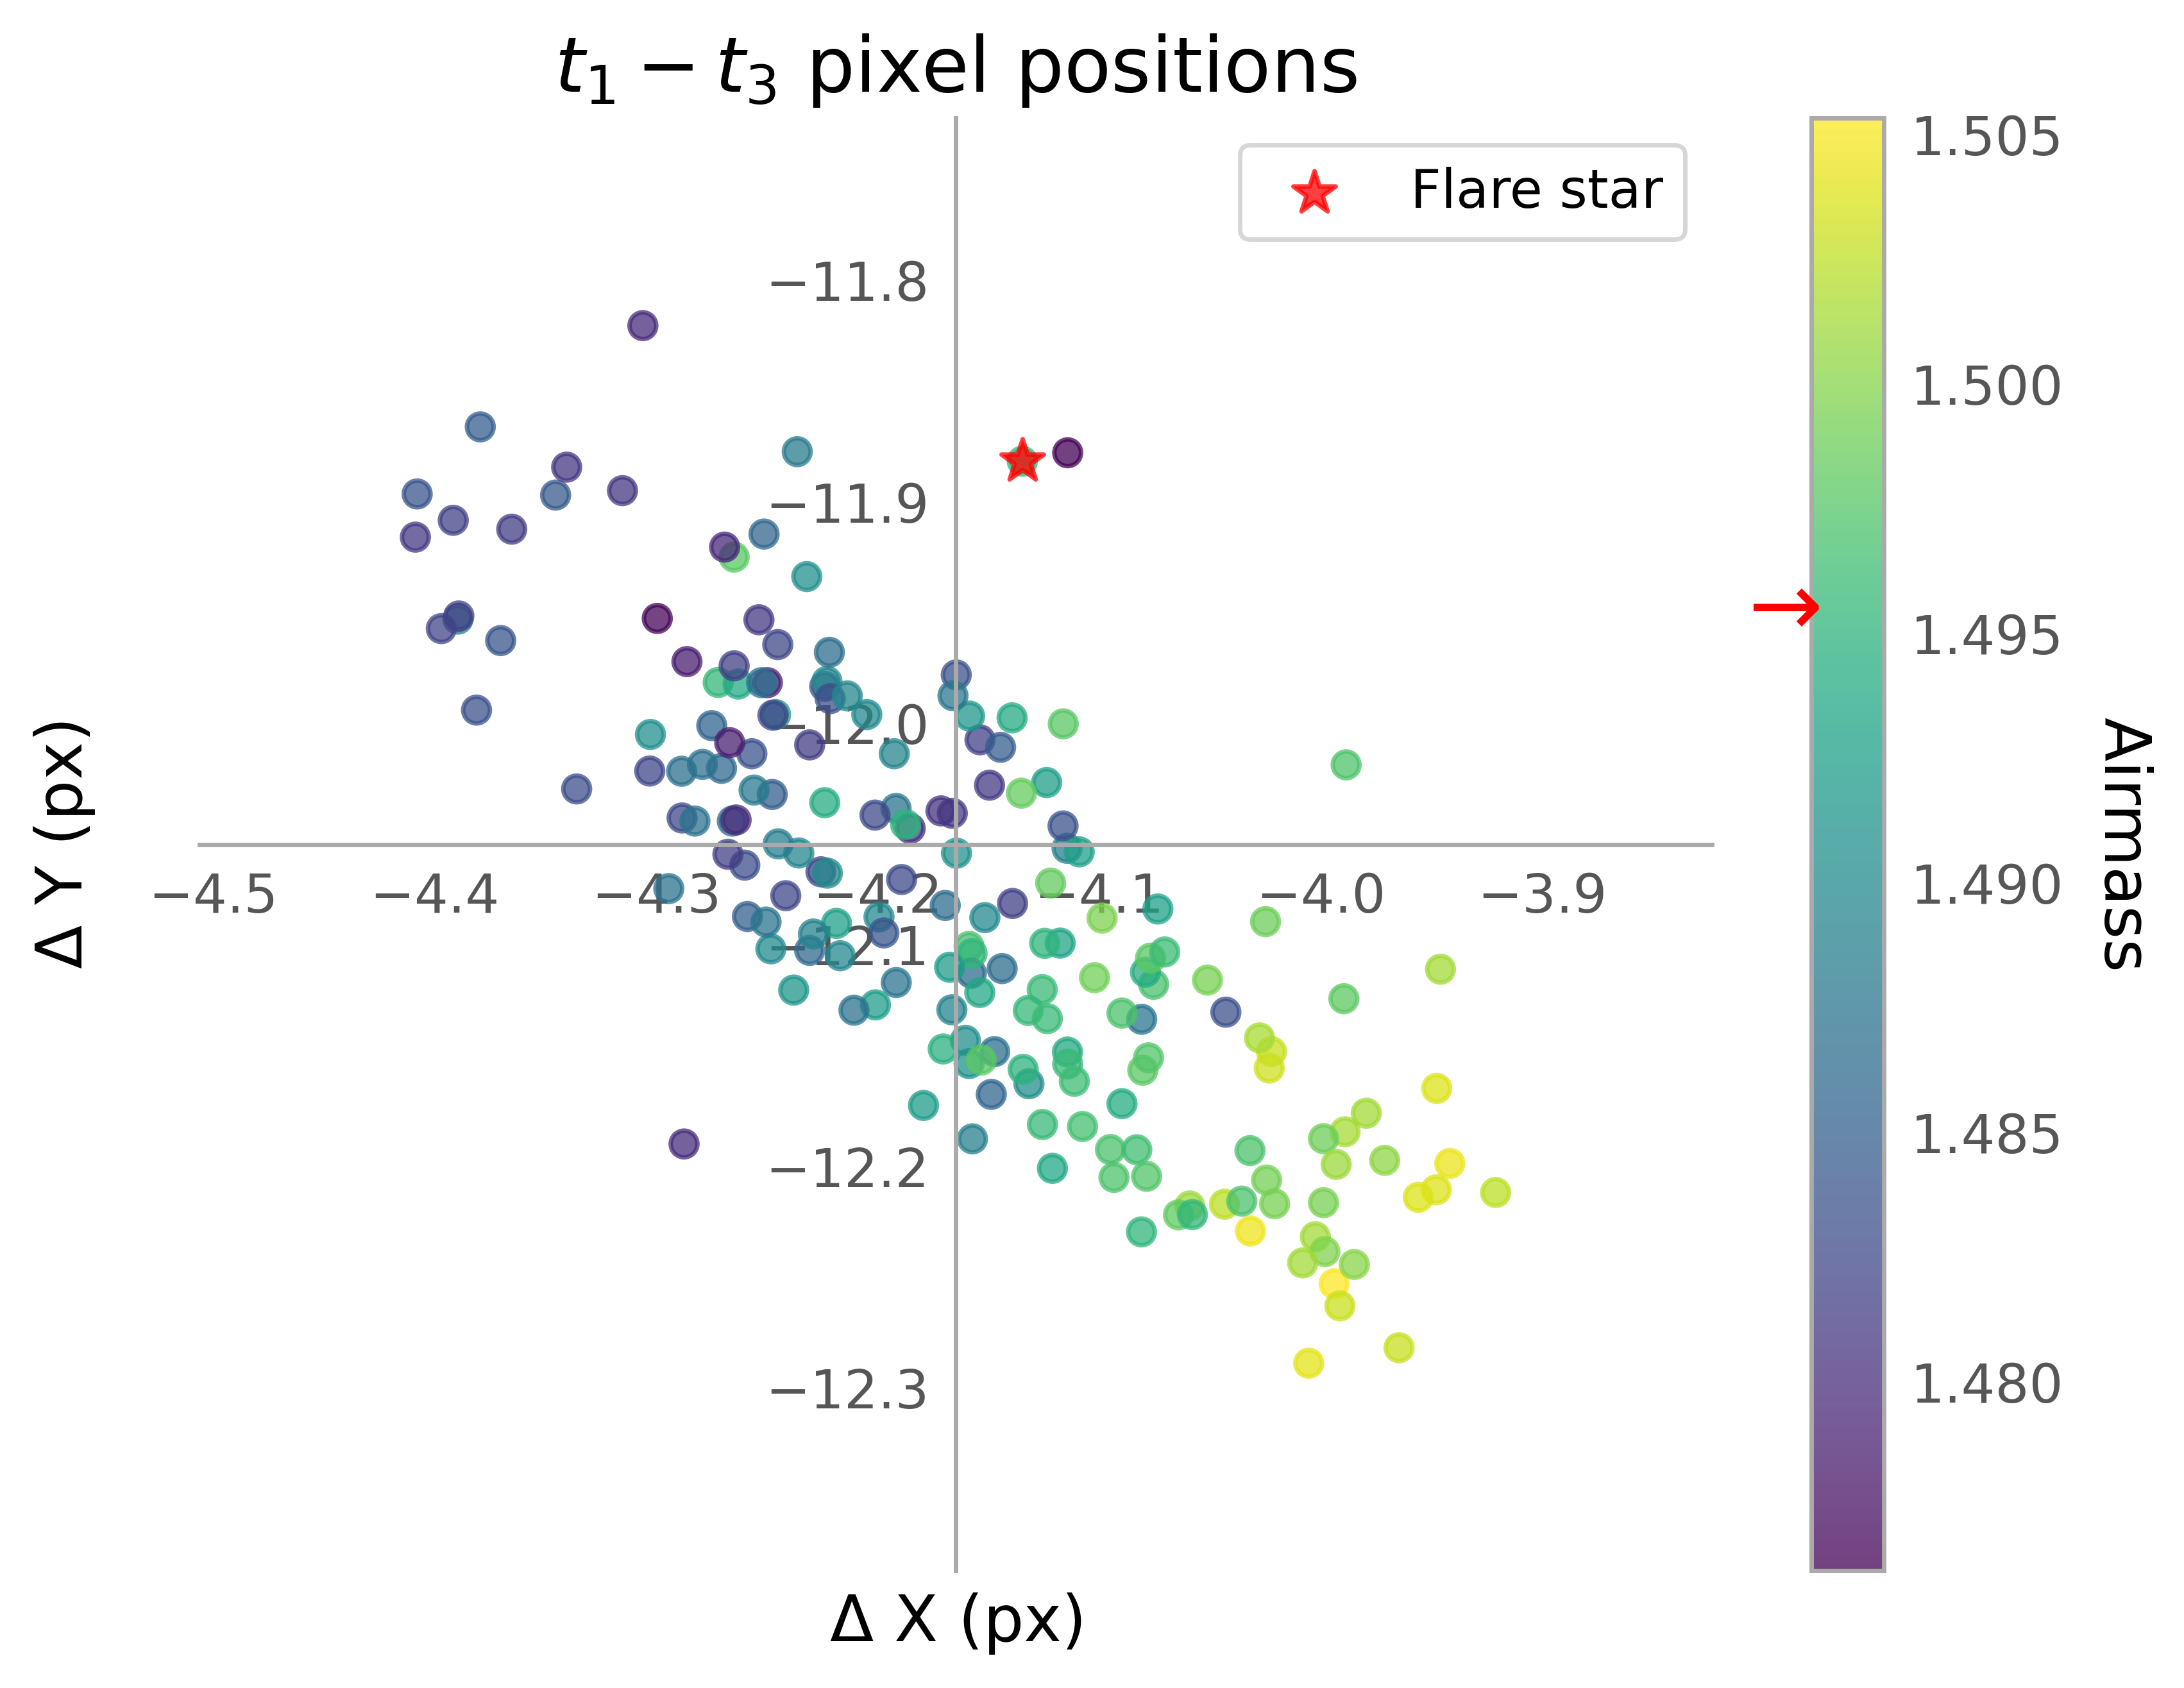 t₁ − t₃ pixel positions
Flare star
−11.8
−11.9
−12.0
−12.1
−12.2
−12.3
−4.5 −4.4 −4.3 −4.2 −4.1 −4.0 −3.9
Δ Y (px)
Δ X (px)
1.505
1.500
1.495
1.490
1.485
1.480
Airmass